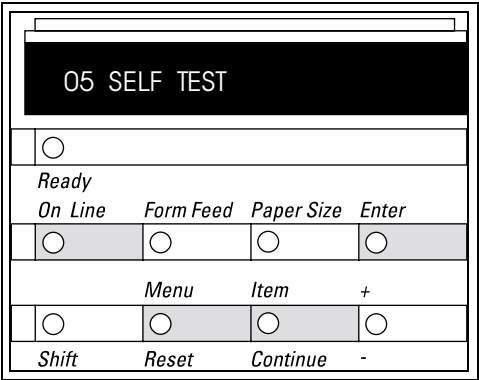 05 SELF TEST
Ready
On Line Form Feed Paper Size Enter
Menu Item +
Shift Reset Continue -